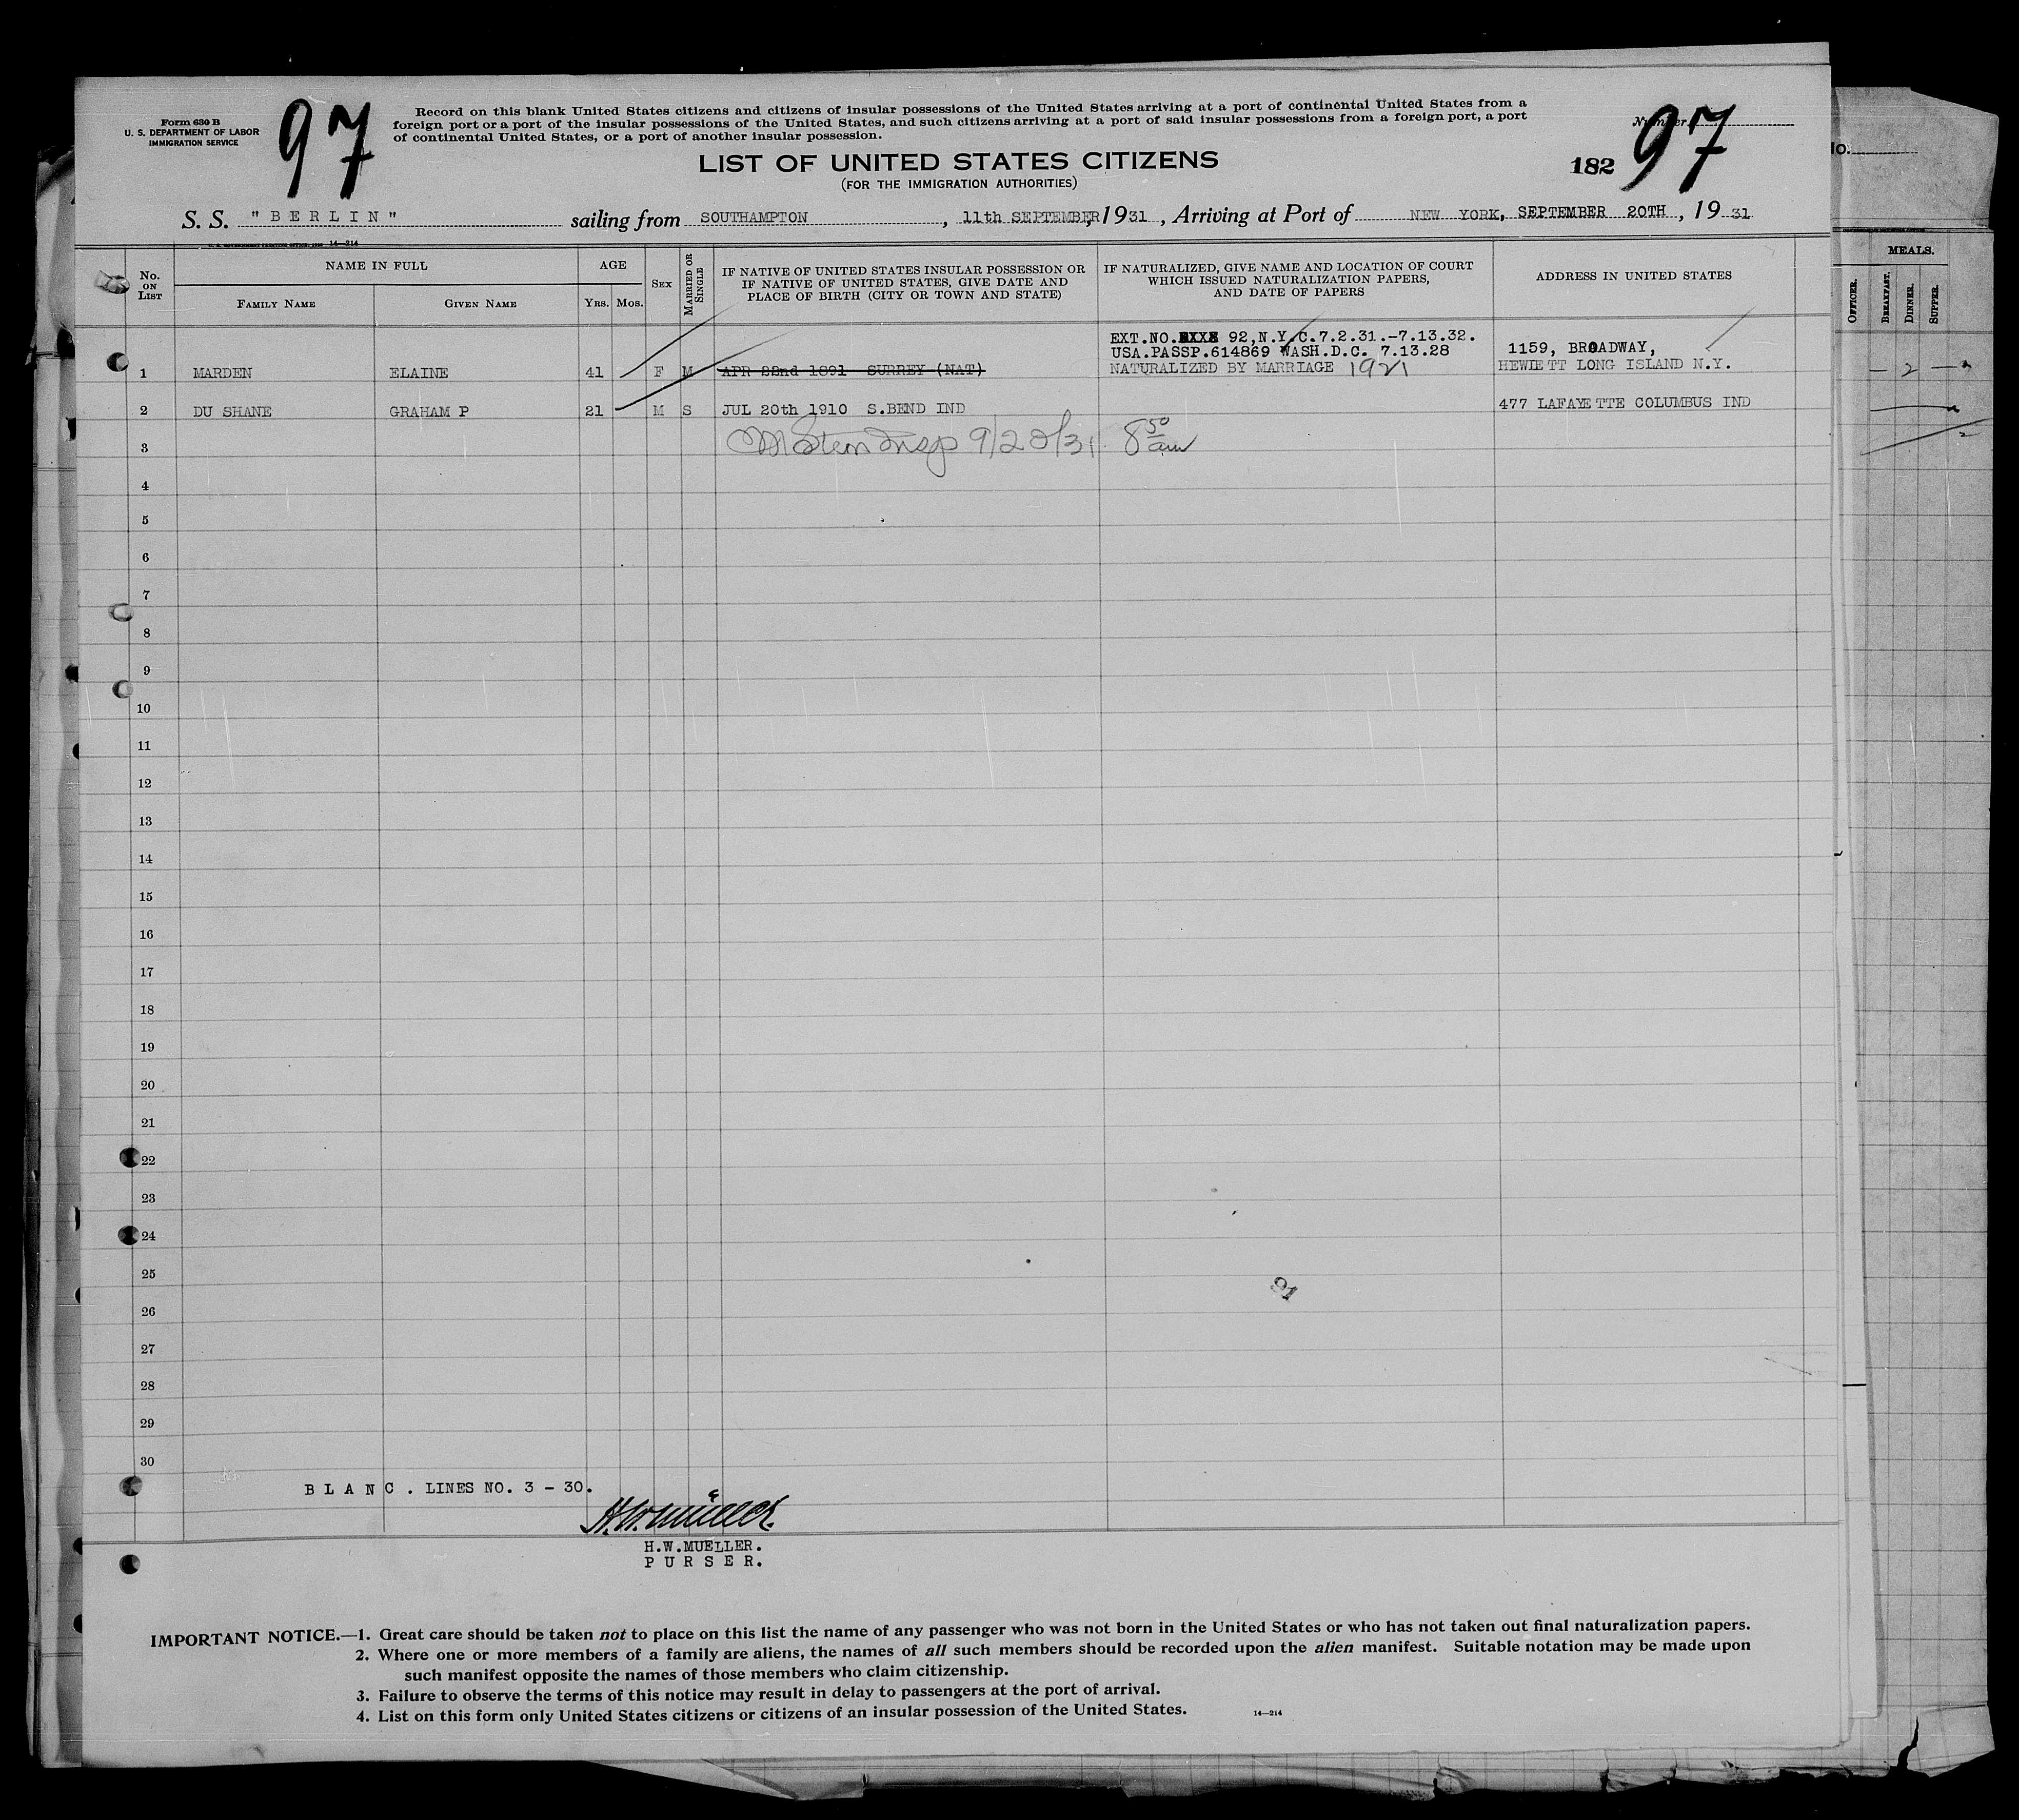 Form 630 B
U. S. DEPARTMENT OF LABOR
IMMIGRATION SERVICE
97
Record on this blank United States citizens and citizens of insular possessions of the United States arriving at a port of continental United States from a
foreign port or a port of the insular possessions of the United States, and such citizens arriving at a port of said insular possessions from a foreign port, a port
of continental United States, or a port of another insular possession.
Number
97
LIST OF UNITED STATES CITIZENS
(FOR THE IMMIGRATION AUTHORITIES)
182
S. S. "BERLIN" sailing from SOUTHAMPTON, 11th SEPTEMBER, 1931, Arriving at Port of NEW YORK, SEPTEMBER 20TH, 1931
14—214
No. ON LIST
NAME IN FULL
FAMILY NAME
GIVEN NAME
AGE
Yrs. Mos.
SEX
MARRIED OR SINGLE
IF NATIVE OF UNITED STATES INSULAR POSSESSION OR
IF NATIVE OF UNITED STATES, GIVE DATE AND
PLACE OF BIRTH (CITY OR TOWN AND STATE)
IF NATURALIZED, GIVE NAME AND LOCATION OF COURT
WHICH ISSUED NATURALIZATION PAPERS,
AND DATE OF PAPERS
ADDRESS IN UNITED STATES
MEALS.
OFFICER.
BREAKFAST.
DINNER.
SUPPER.
EXT.NO. 92,N.Y.C.7.2.31.-7.13.32.
USA.PASSP.614869 WASH.D.C. 7.13.28
1159, BROADWAY,
1 MARDEN ELAINE 41 F M APR 22nd 1891 SURREY (NAT) NATURALIZED BY MARRIAGE 1921 HEWLETT LONG ISLAND N.Y. — 2 —
2 DU SHANE GRAHAM P 21 M S JUL 20th 1910 S.BEND IND 477 LAFAYETTE COLUMBUS IND
3 Stern Insp 9/20/31 8 50 am 2
4
5
6
7
8
9
10
11
12
13
14
15
16
17
18
19
20
21
22
23
24
25
26
27
28
29
30
BLANC. LINES NO. 3 - 30.
H.W. Müller
H.W.MUELLER.
PURSER.
IMPORTANT NOTICE.—1. Great care should be taken not to place on this list the name of any passenger who was not born in the United States or who has not taken out final naturalization papers.
2. Where one or more members of a family are aliens, the names of all such members should be recorded upon the alien manifest. Suitable notation may be made upon
such manifest opposite the names of those members who claim citizenship.
3. Failure to observe the terms of this notice may result in delay to passengers at the port of arrival.
4. List on this form only United States citizens or citizens of an insular possession of the United States.
14—214